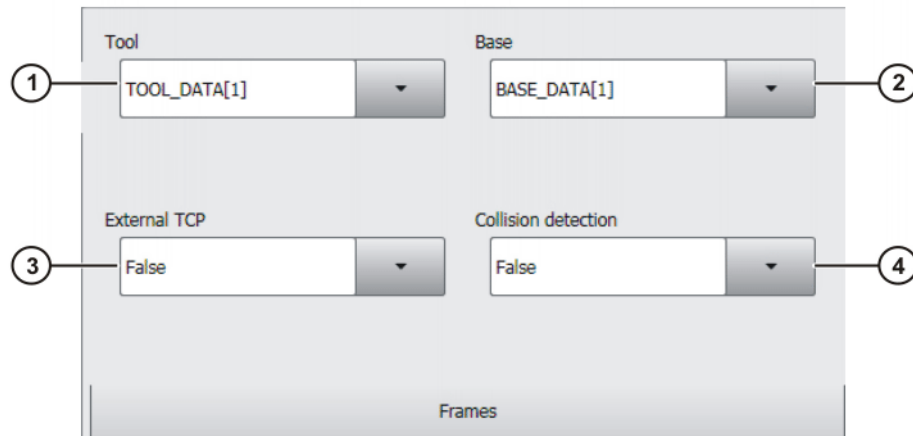 Tool
Base
1
TOOL_DATA[1]
BASE_DATA[1]
2
External TCP
Collision detection
3
False
False
4
Frames